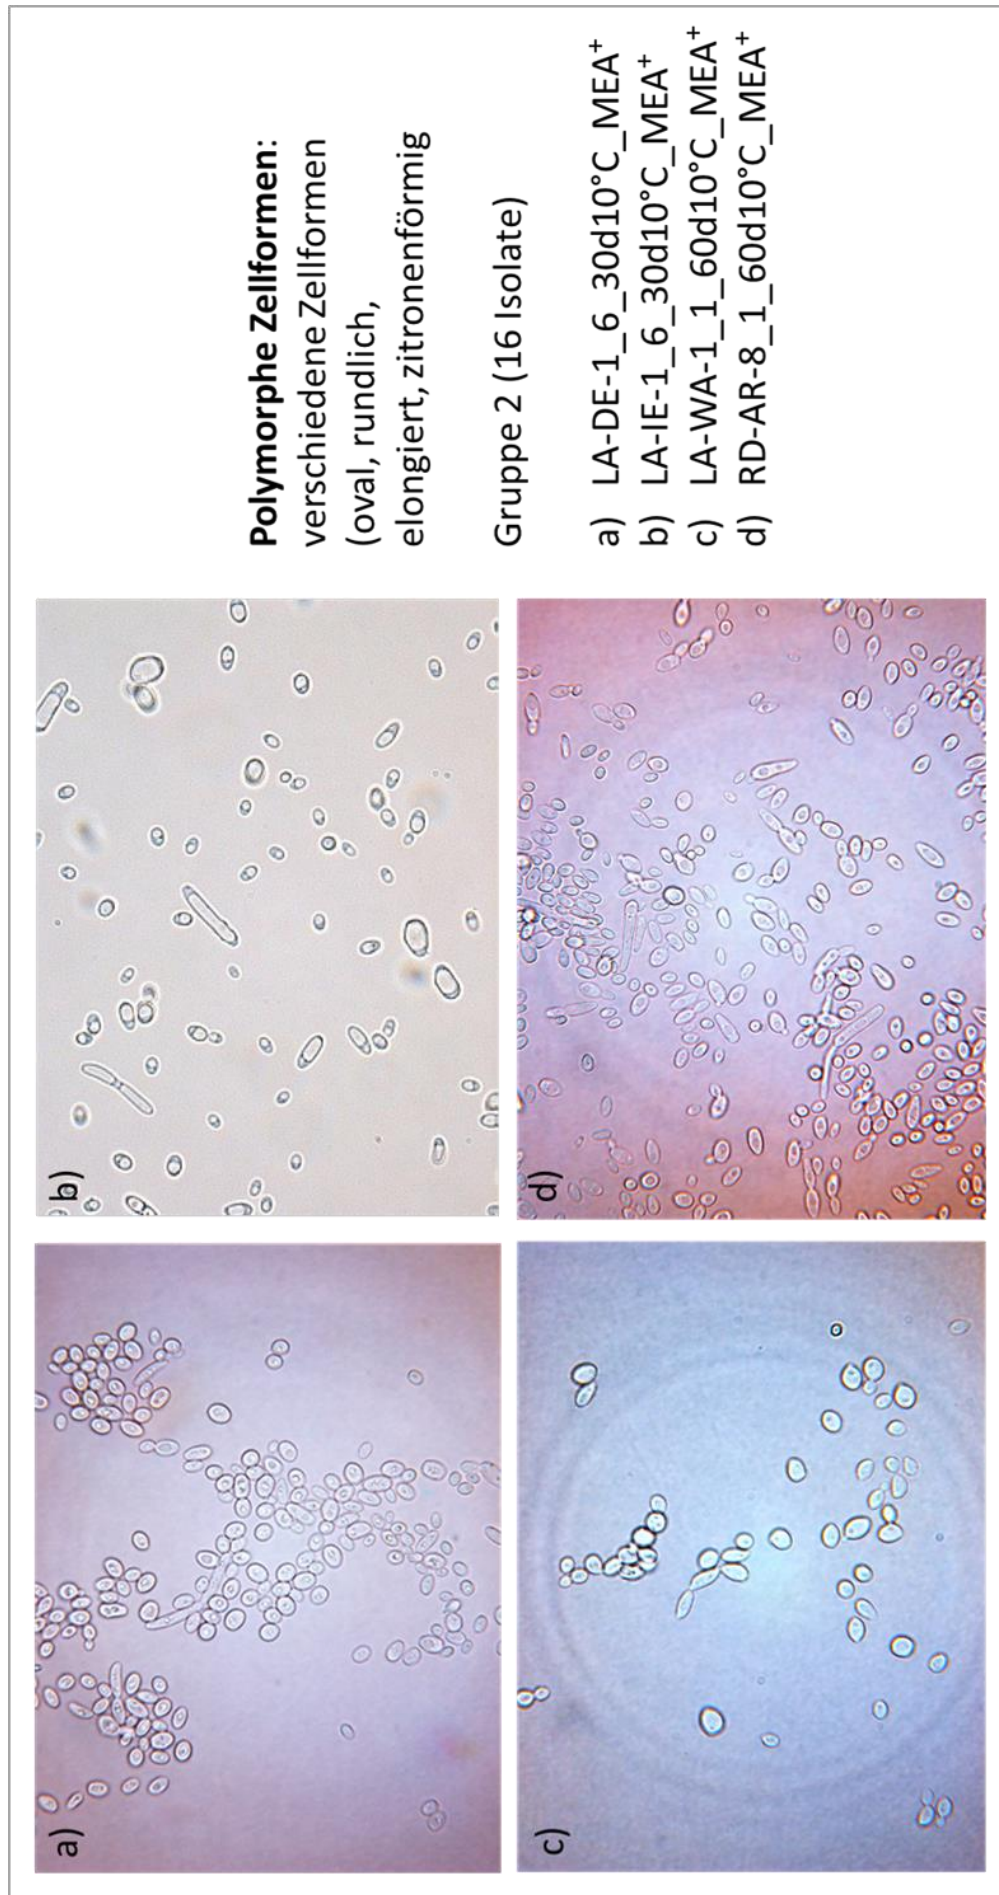 a)
b)
c)
d)
Polymorphe Zellformen:
verschiedene Zellformen
(oval, rundlich,
elongiert, zitronenförmig
Gruppe 2 (16 Isolate)
a) LA-DE-1_6_30d10°C_MEA⁺
b) LA-IE-1_6_30d10°C_MEA⁺
c) LA-WA-1_1_60d10°C_MEA⁺
d) RD-AR-8_1_60d10°C_MEA⁺